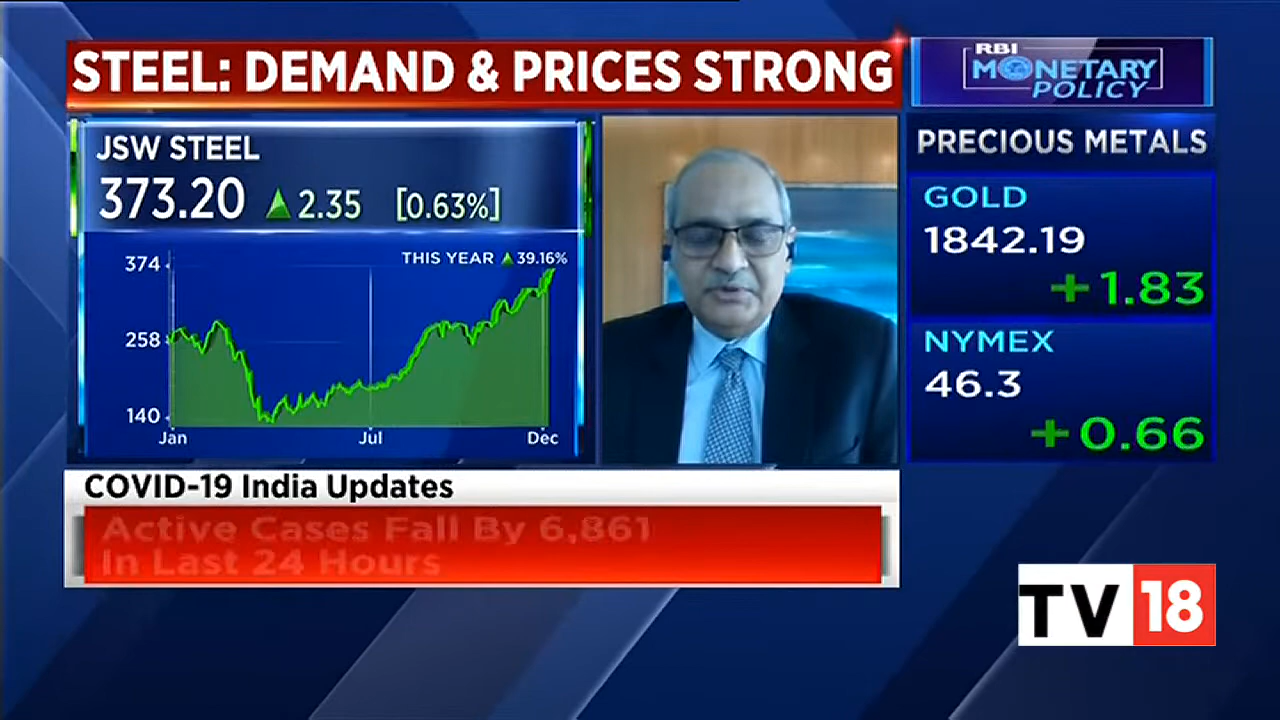 STEEL: DEMAND & PRICES STRONG
RBI
MONETARY
POLICY
JSW STEEL
373.20 ▲ 2.35 [0.63%]
THIS YEAR ▲ 39.16%
374
258
140
Jan Jul Dec
PRECIOUS METALS
GOLD
1842.19
+ 1.83
NYMEX
46.3
+ 0.66
COVID-19 India Updates
Active Cases Fall By 6,861
In Last 24 Hours
TV 18